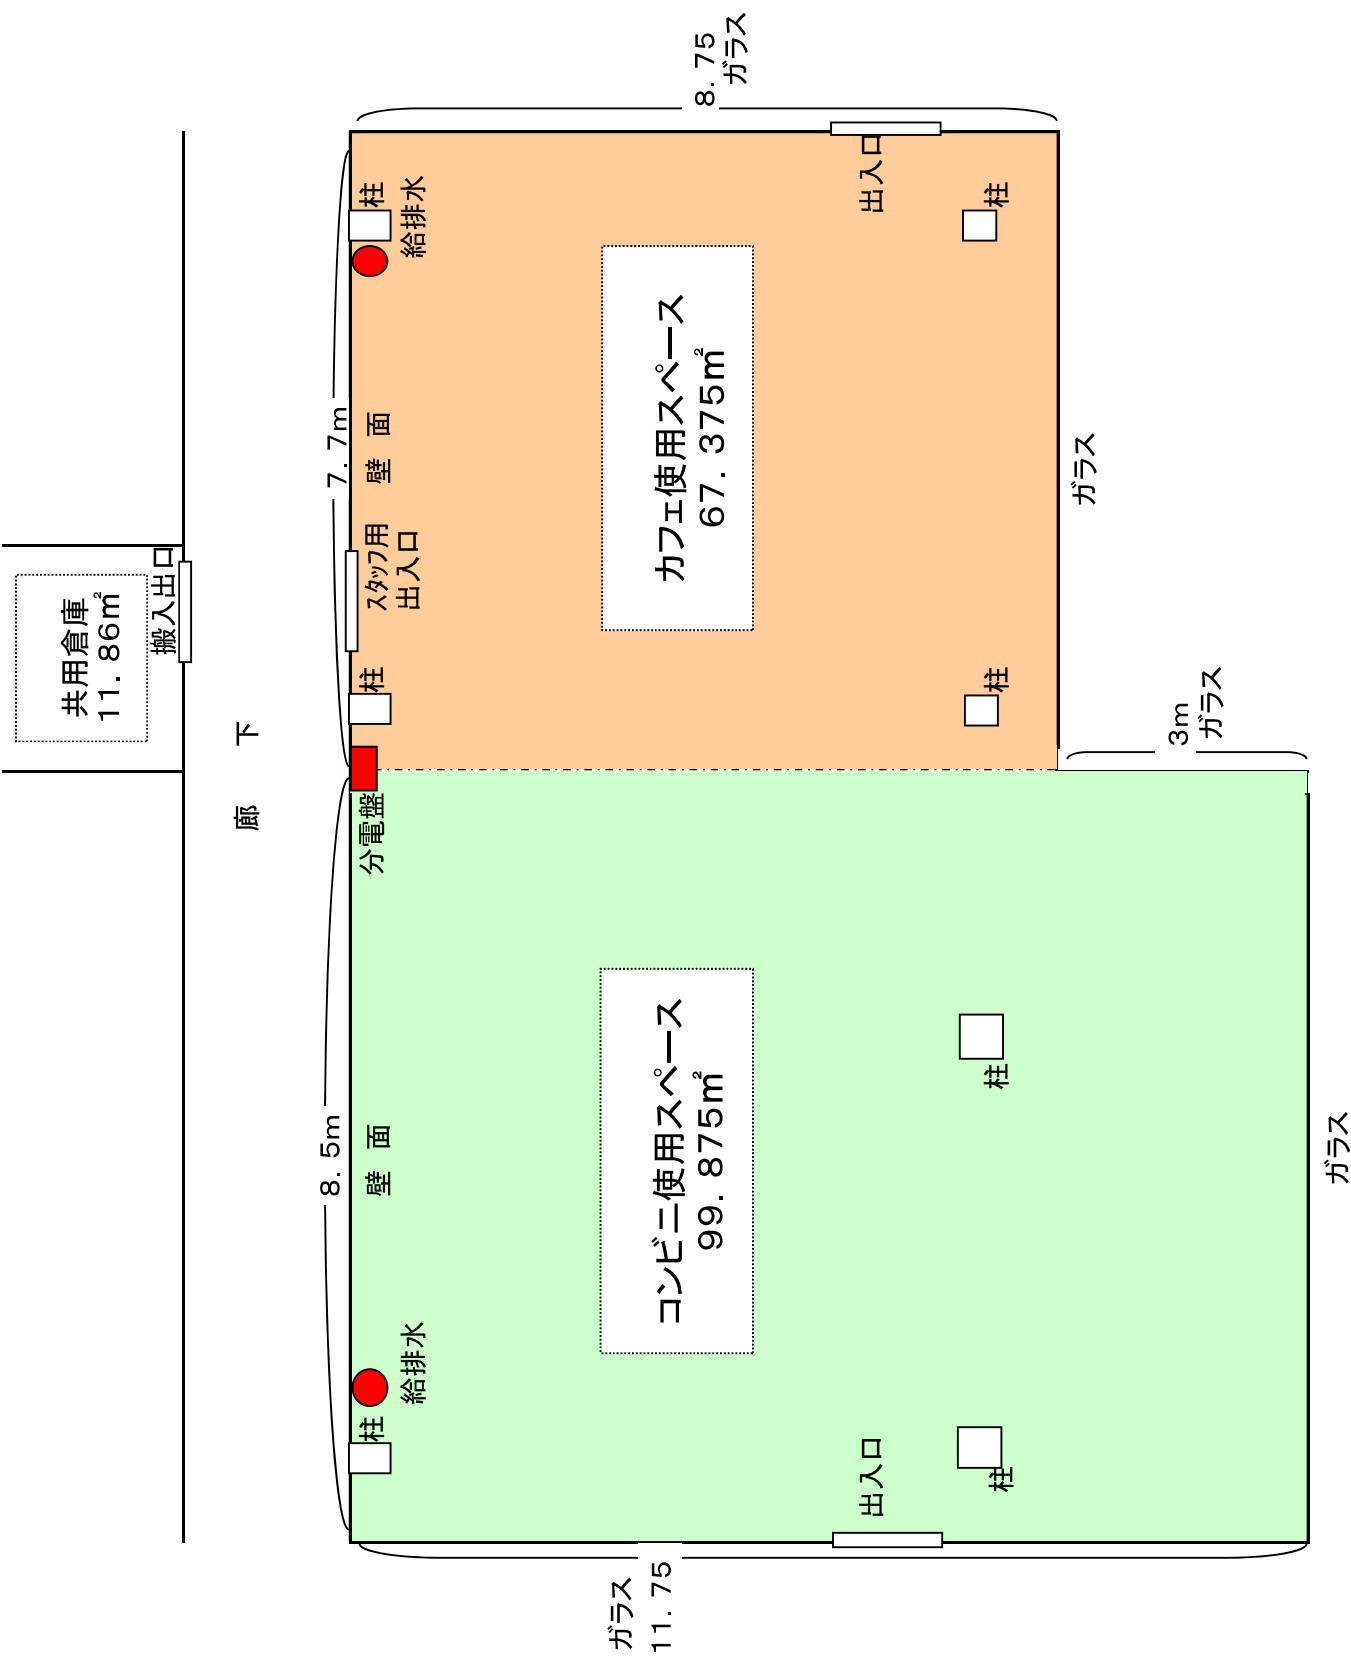 共用倉庫
11.86㎡
搬入出口
廊　下
8.5m
7.7m
分電盤
柱
スタッフ用
出入口
壁　面
柱
給排水
柱
給排水
壁　面
コンビニ使用スペース
99.875㎡
カフェ使用スペース
67.375㎡
出入口
出入口
柱
柱
柱
柱
ガラス
11.75
8.75
ガラス
ガラス
3m
ガラス
ガラス